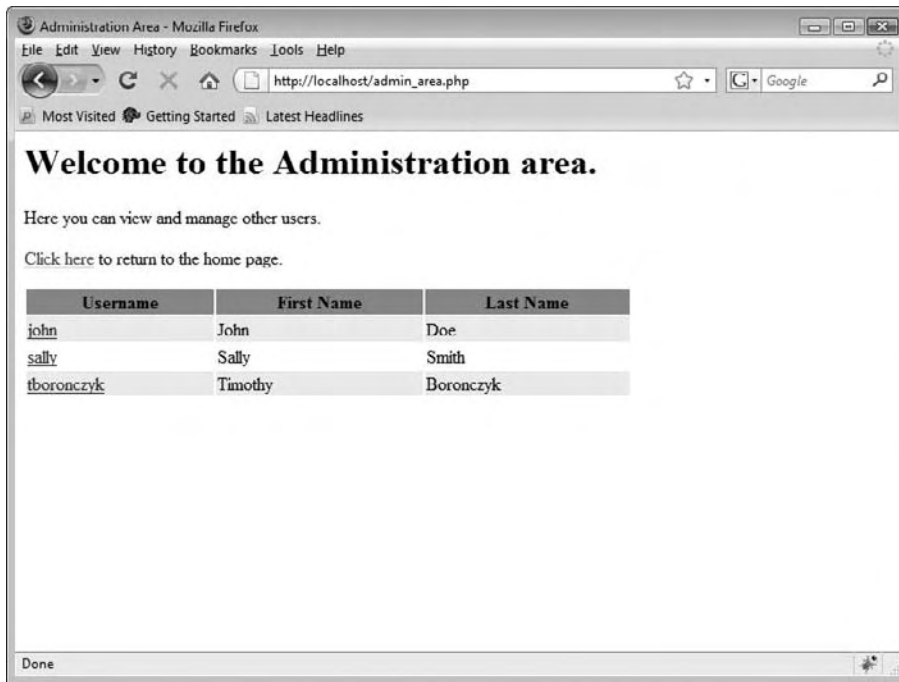 Administration Area - Mozilla Firefox
File Edit View History Bookmarks Tools Help
http://localhost/admin_area.php
G Google
Most Visited Getting Started Latest Headlines
Welcome to the Administration area.
Here you can view and manage other users.
Click here to return to the home page.
Username First Name Last Name
john John Doe
sally Sally Smith
tboronczyk Timothy Boronczyk
Done